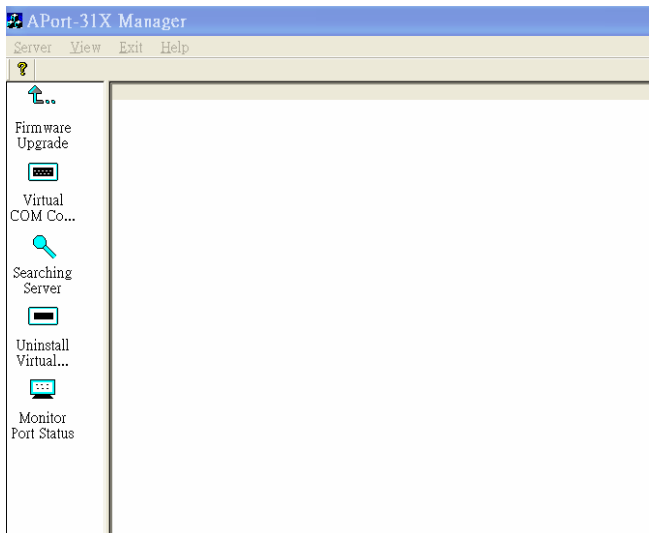 APort-31X Manager
Server View Exit Help
?
Firmware
Upgrade
Virtual
COM Co...
Searching
Server
Uninstall
Virtual...
Monitor
Port Status